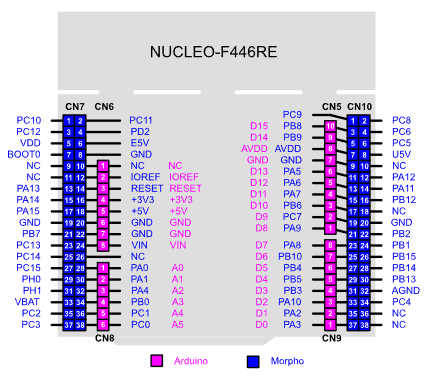 NUCLEO-F446RE
CN7 CN6 CN5 CN10
PC9
PC10 1 2 PC11 1 2 PC8
D15 PB8 10
PC12 3 4 PD2 3 4 PC6
D14 PB9 9
VDD 5 6 E5V 5 6 PC5
AVDD AVDD 8
BOOT0 7 8 GND 7 8 U5V
GND GND 7
NC 9 10 1 NC NC 9 10 NC
D13 PA5 6
NC 11 12 2 IOREF IOREF 11 12 PA12
D12 PA6 5
PA13 13 14 3 RESET RESET 13 14 PA11
D11 PA7 4
PA14 15 16 4 +3V3 +3V3 15 16 PB12
D10 PB6 3
PA15 17 18 5 +5V +5V 17 18 NC
D9 PC7 2
GND 19 20 6 GND GND 19 20 GND
D8 PA9 1
PB7 21 22 7 GND GND 21 22 PB2
PC13 23 24 8 VIN VIN D7 PA8 8 23 24 PB1
PC14 25 26 NC D6 PB10 7 25 26 PB15
PC15 27 28 1 PA0 A0 D5 PB4 6 27 28 PB14
PH0 29 30 2 PA1 A1 D4 PB5 5 29 30 PB13
PH1 31 32 3 PA4 A2 D3 PB3 4 31 32 AGND
VBAT 33 34 4 PB0 A3 D2 PA10 3 33 34 PC4
PC2 35 36 5 PC1 A4 D1 PA2 2 35 36 NC
PC3 37 38 6 PC0 A5 D0 PA3 1 37 38 NC
CN8 CN9
Arduino Morpho